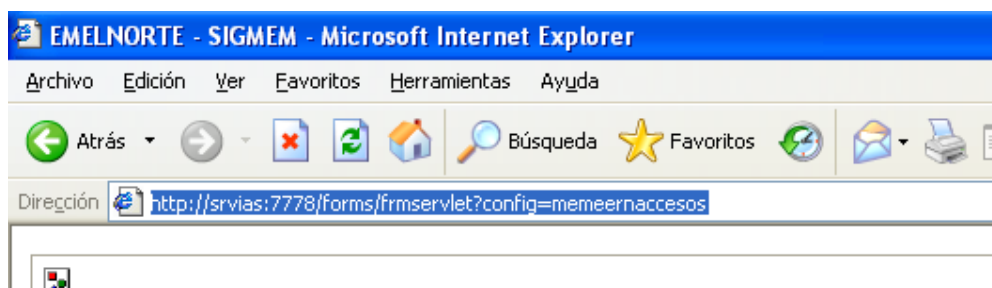 EMELNORTE - SIGMEM - Microsoft Internet Explorer
Archivo Edición Ver Favoritos Herramientas Ayuda
Atrás Búsqueda Favoritos
Dirección http://srvias:7778/forms/frmservlet?config=memeernaccesos